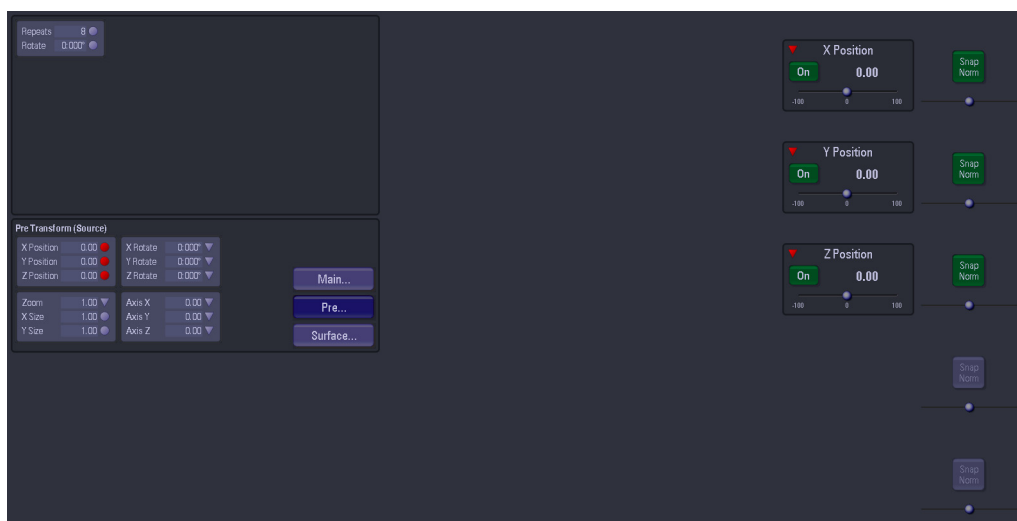 Repeats 8
Rotate 0:000°
Pre Transform (Source)
X Position 0.00 X Rotate 0:000°
Y Position 0.00 Y Rotate 0:000°
Z Position 0.00 Z Rotate 0:000°
Zoom 1.00 Axis X 0.00
X Size 1.00 Axis Y 0.00
Y Size 1.00 Axis Z 0.00
Main...
Pre...
Surface...
X Position
On 0.00
-100 0 100
Snap
Norm
Y Position
On 0.00
-100 0 100
Snap
Norm
Z Position
On 0.00
-100 0 100
Snap
Norm
Snap
Norm
Snap
Norm